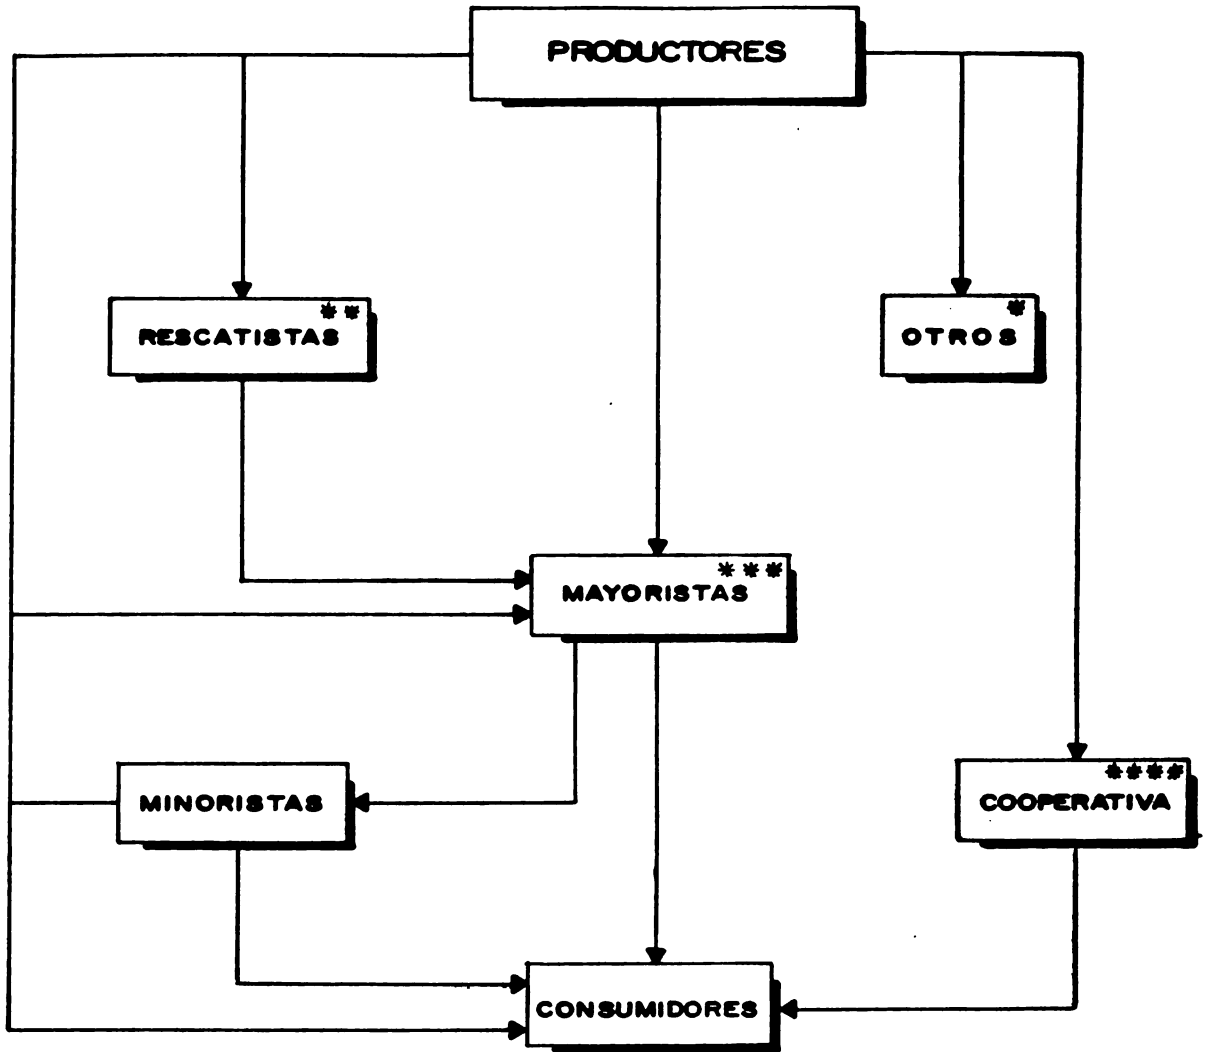 PRODUCTORES
**
RESCATISTAS
*
OTROS
***
MAYORISTAS
MINORISTAS
****
COOPERATIVA
CONSUMIDORES